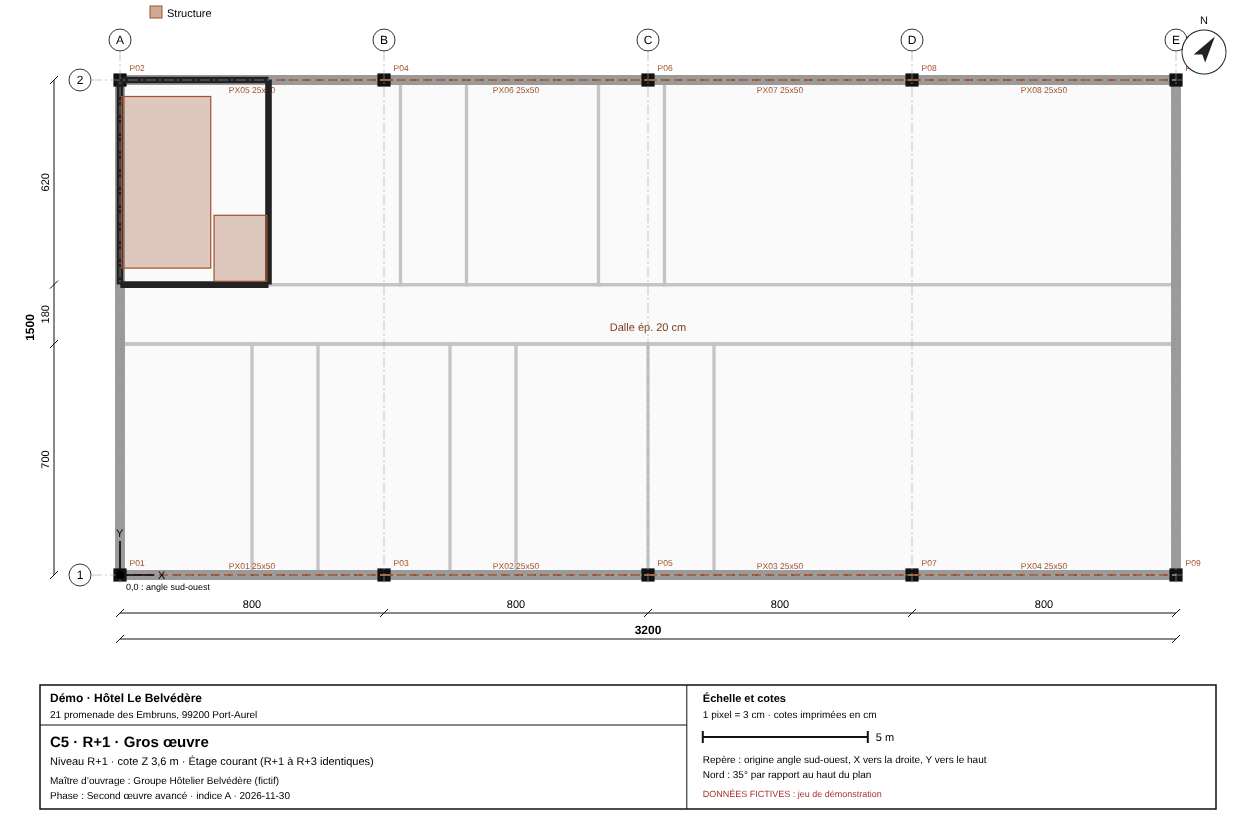 Structure
N
A
B
C
D
E
2
P02
P04
P06
P08
PX05 25x50
PX06 25x50
PX07 25x50
PX08 25x50
620
180
1500
Dalle ép. 20 cm
700
Y
P01
P03
P05
P07
P09
PX01 25x50
PX02 25x50
PX03 25x50
PX04 25x50
1
X
0,0 : angle sud-ouest
800
800
800
800
3200
Démo · Hôtel Le Belvédère
21 promenade des Embruns, 99200 Port-Aurel
C5 · R+1 · Gros œuvre
Niveau R+1 · cote Z 3,6 m · Étage courant (R+1 à R+3 identiques)
Maître d’ouvrage : Groupe Hôtelier Belvédère (fictif)
Phase : Second œuvre avancé · indice A · 2026-11-30
Échelle et cotes
1 pixel = 3 cm · cotes imprimées en cm
5 m
Repère : origine angle sud-ouest, X vers la droite, Y vers le haut
Nord : 35° par rapport au haut du plan
DONNÉES FICTIVES : jeu de démonstration